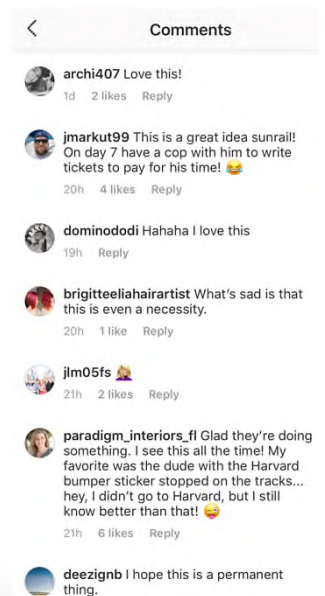 Comments
archi407 Love this!
1d 2 likes Reply
jmarkut99 This is a great idea sunrail!
On day 7 have a cop with him to write
tickets to pay for his time! 😂
20h 4 likes Reply
dominododi Hahaha I love this
19h Reply
brigitteeliahairartist What's sad is that
this is even a necessity.
20h 1 like Reply
jlm05fs 🤦🏼‍♀️
21h 2 likes Reply
paradigm_interiors_fl Glad they're doing
something. I see this all the time! My
favorite was the dude with the Harvard
bumper sticker stopped on the tracks...
hey, I didn't go to Harvard, but I still
know better than that! 😜
21h 6 likes Reply
deezignb I hope this is a permanent
thing.